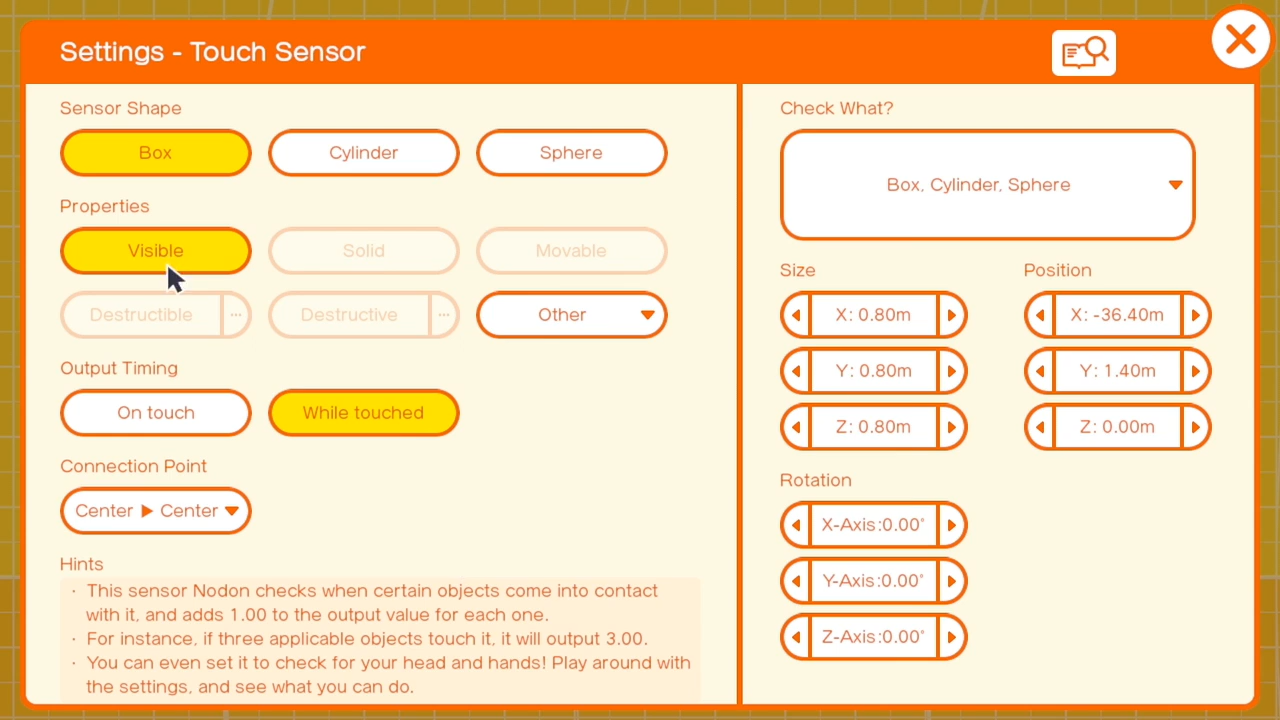 Settings - Touch Sensor
Sensor Shape
Box
Cylinder
Sphere
Properties
Visible
Solid
Movable
Destructible
...
Destructive
...
Other
Output Timing
On touch
While touched
Connection Point
Center ▶ Center
Hints
· This sensor Nodon checks when certain objects come into contact
with it, and adds 1.00 to the output value for each one.
· For instance, if three applicable objects touch it, it will output 3.00.
· You can even set it to check for your head and hands! Play around with
the settings, and see what you can do.
Check What?
Box, Cylinder, Sphere
Size
X: 0.80m
Y: 0.80m
Z: 0.80m
Position
X: -36.40m
Y: 1.40m
Z: 0.00m
Rotation
X-Axis:0.00°
Y-Axis:0.00°
Z-Axis:0.00°